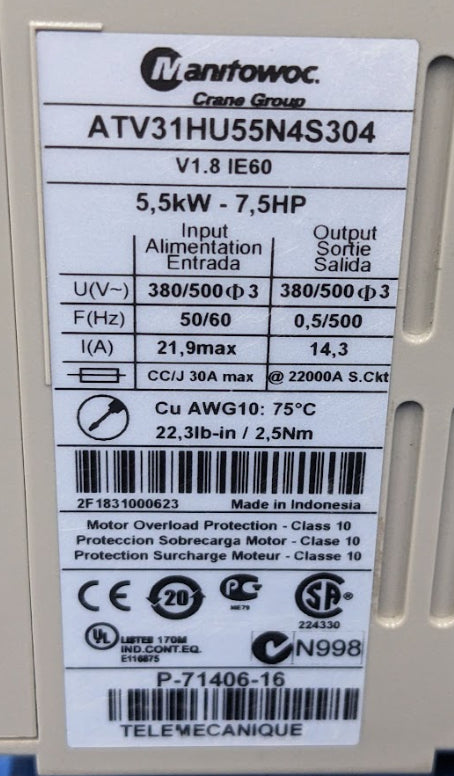 Manitowoc.
Crane Group
ATV31HU55N4S304
V1.8 IE60
5,5kW - 7,5HP
Input Output
Alimentation Sortie
Entrada Salida
U(V~) 380/500 Φ 3 380/500 Φ 3
F(Hz) 50/60 0,5/500
I(A) 21,9max 14,3
CC/J 30A max @ 22000A S.Ckt
Cu AWG10: 75°C
22,3lb-in / 2,5Nm
2F1831000623 Made in Indonesia
Motor Overload Protection - Class 10
Proteccion Sobrecarga Motor - Clase 10
Protection Surcharge Moteur - Classe 10
CE 20 PC SA ®
224330
UL LISTED 170M
IND.CONT.EQ.
E116875
N998
P-71406-16
TELEMECANIQUE